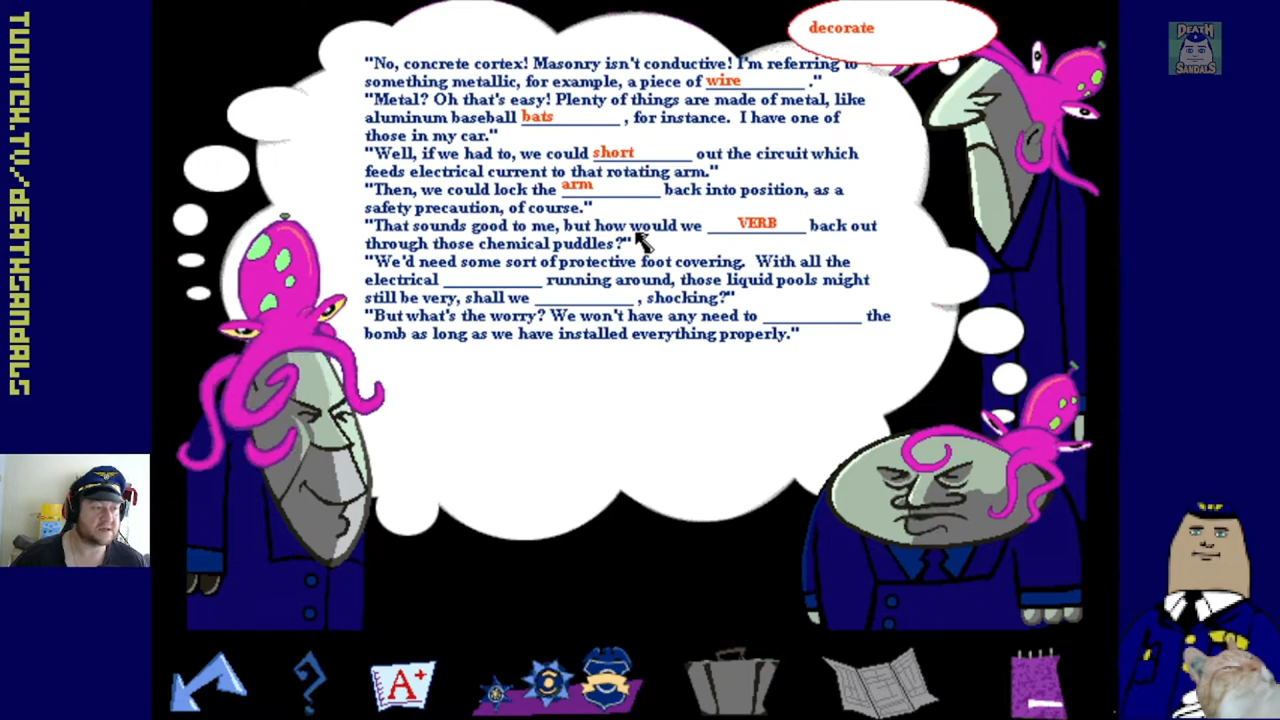 TWITCH.TV/DEATHSANDALS
decorate
DEATH
SANDALS
"No, concrete cortex! Masonry isn't conductive! I'm referring to
something metallic, for example, a piece of wire ."
"Metal? Oh that's easy! Plenty of things are made of metal, like
aluminum baseball bats , for instance. I have one of
those in my car."
"Well, if we had to, we could short out the circuit which
feeds electrical current to that rotating arm."
"Then, we could lock the arm back into position, as a
safety precaution, of course."
"That sounds good to me, but how would we VERB back out
through those chemical puddles?"
"We'd need some sort of protective foot covering. With all the
electrical __________ running around, those liquid pools might
still be very, shall we __________ , shocking?"
"But what's the worry? We won't have any need to __________ the
bomb as long as we have installed everything properly."
A+